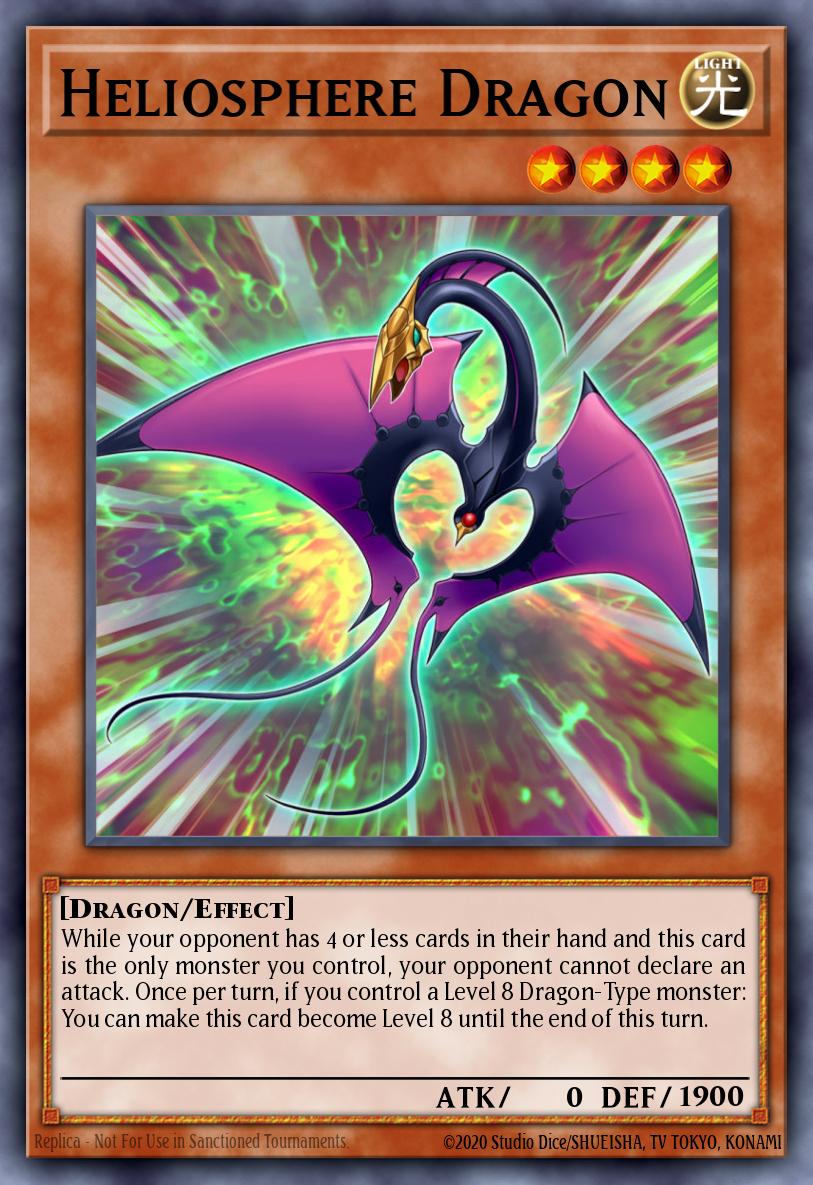 Heliosphere Dragon
LIGHT
光
[Dragon/Effect]
While your opponent has 4 or less cards in their hand and this card
is the only monster you control, your opponent cannot declare an
attack. Once per turn, if you control a Level 8 Dragon-Type monster:
You can make this card become Level 8 until the end of this turn.
ATK/ 0 DEF/1900
Replica - Not For Use in Sanctioned Tournaments.
©2020 Studio Dice/SHUEISHA, TV TOKYO, KONAMI